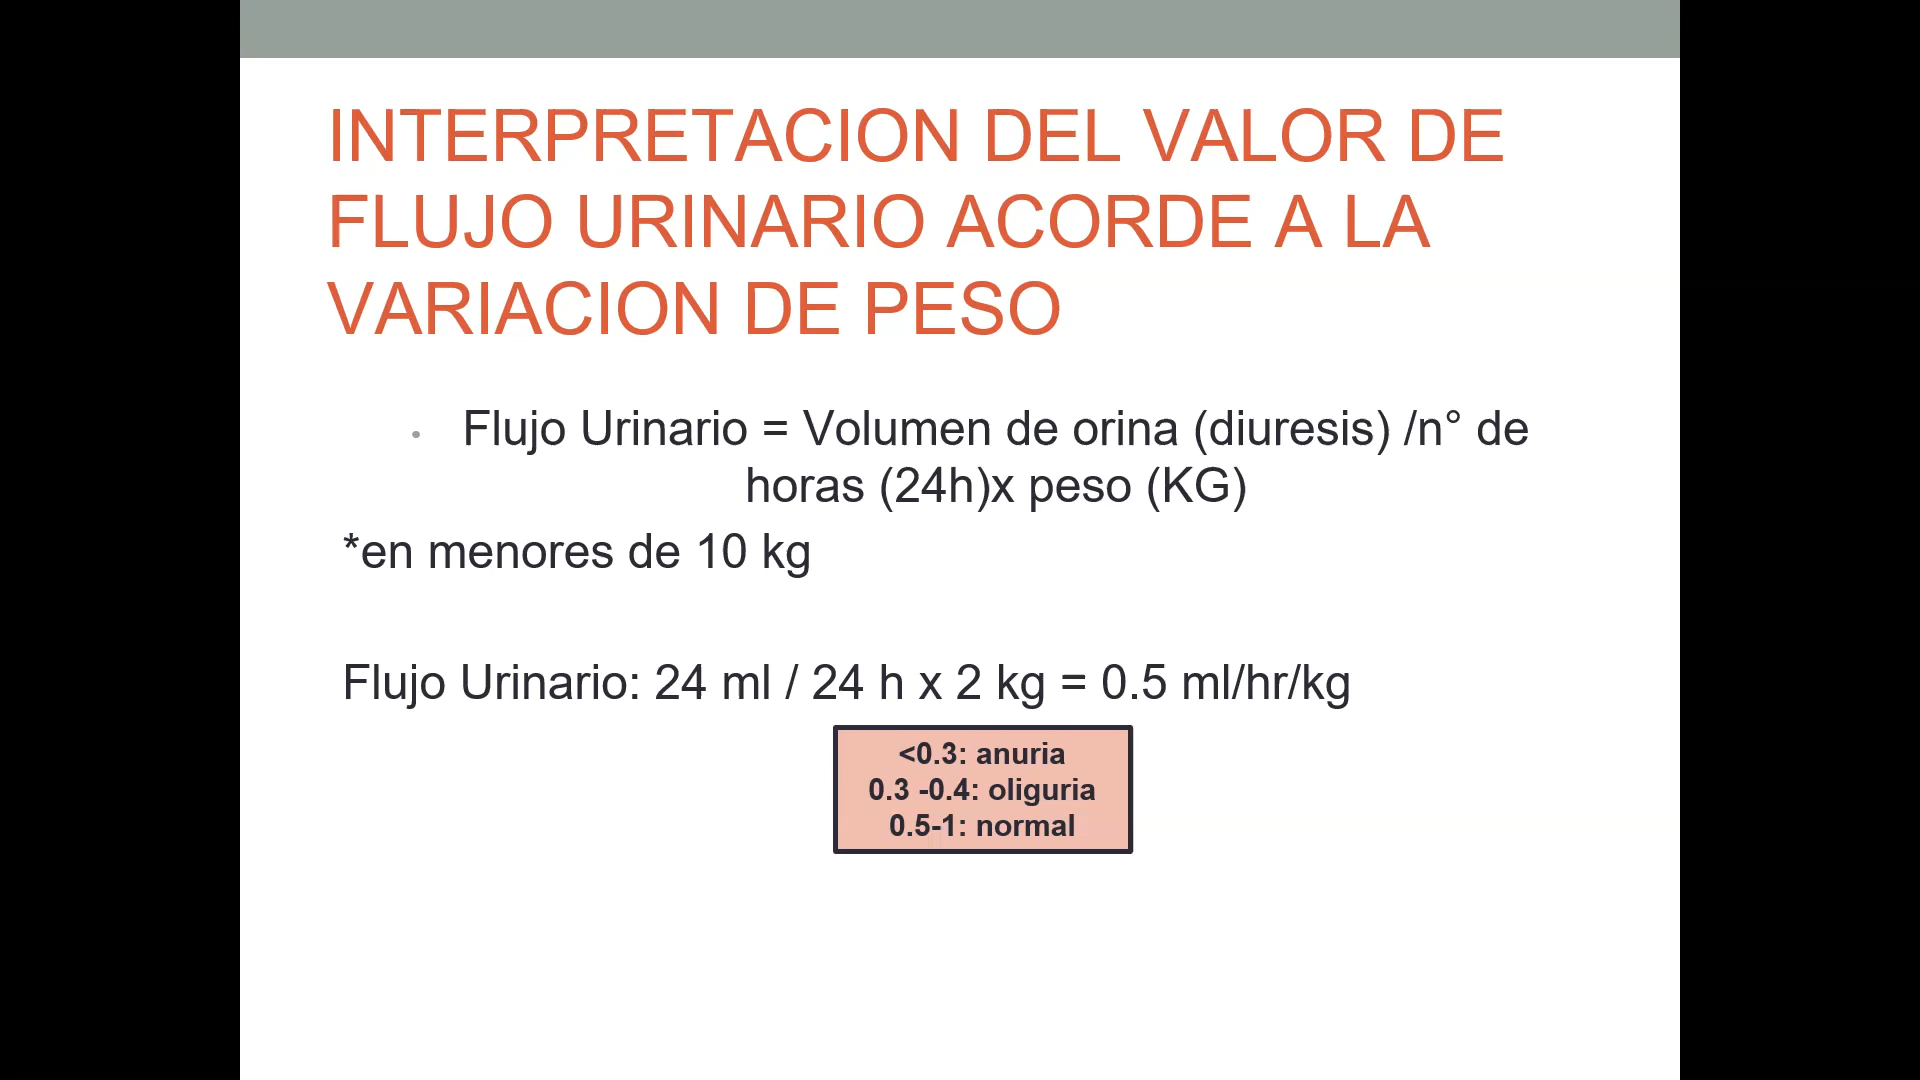 INTERPRETACION DEL VALOR DE
FLUJO URINARIO ACORDE A LA
VARIACION DE PESO
• Flujo Urinario = Volumen de orina (diuresis) /n° de
horas (24h)x peso (KG)
*en menores de 10 kg
Flujo Urinario: 24 ml / 24 h x 2 kg = 0.5 ml/hr/kg
<0.3: anuria
0.3 -0.4: oliguria
0.5-1: normal